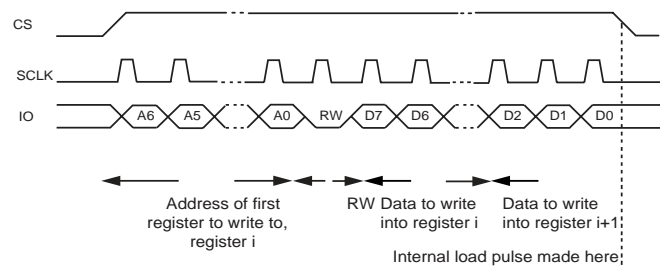 CS
SCLK
IO
A6 A5 A0 RW D7 D6 D2 D1 D0
Address of first
register to write to,
register i
RW
Data to write
into register i
Data to write
into register i+1
Internal load pulse made here